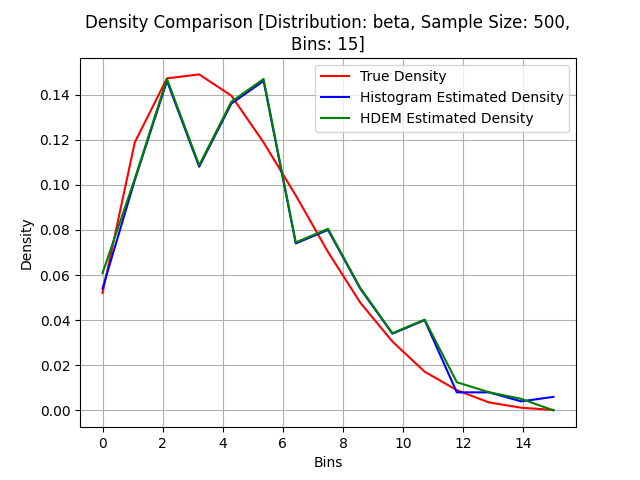 Density Comparison [Distribution: beta, Sample Size: 500,
Bins: 15]
True Density
Histogram Estimated Density
HDEM Estimated Density
Density
0.14
0.12
0.10
0.08
0.06
0.04
0.02
0.00
0 2 4 6 8 10 12 14
Bins